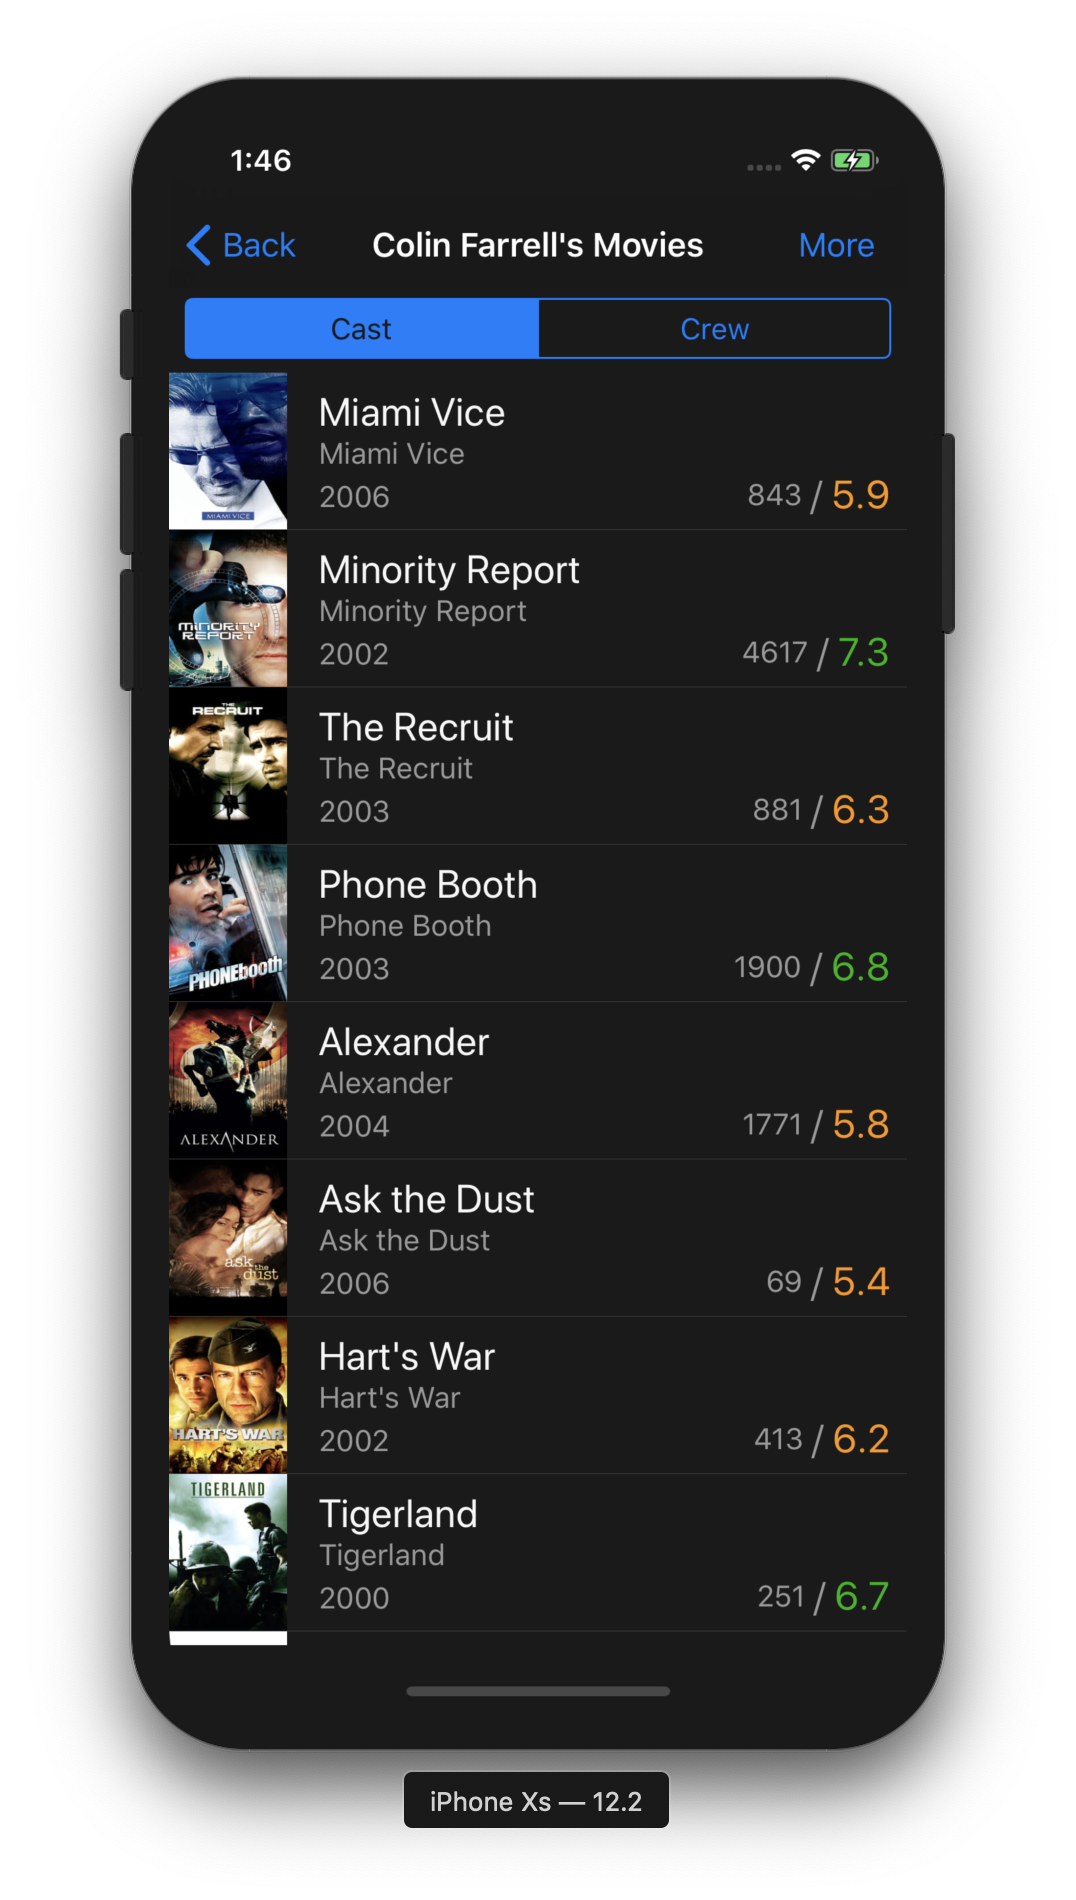 1:46
Back
Colin Farrell's Movies
More
Cast
Crew
MIAMI VICE
Miami Vice
Miami Vice
2006
843 / 5.9
MINORITY
REPORT
Minority Report
Minority Report
2002
4617 / 7.3
THE
RECRUIT
The Recruit
The Recruit
2003
881 / 6.3
PHONEbooth
Phone Booth
Phone Booth
2003
1900 / 6.8
ALEXANDER
Alexander
Alexander
2004
1771 / 5.8
ask the
dust
Ask the Dust
Ask the Dust
2006
69 / 5.4
HART'S WAR
Hart's War
Hart's War
2002
413 / 6.2
TIGERLAND
Tigerland
Tigerland
2000
251 / 6.7
iPhone Xs — 12.2